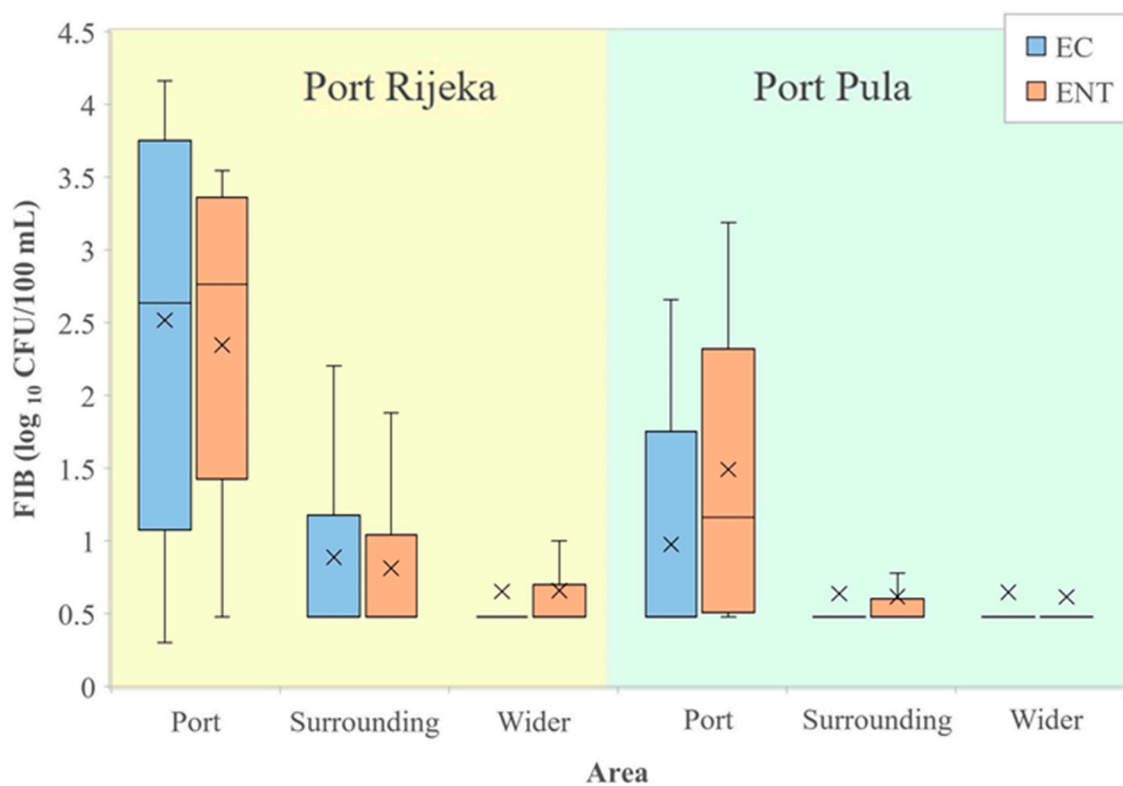 EC
ENT
Port Rijeka
Port Pula
FIB (log 10 CFU/100 mL)
4.5
4
3.5
3
2.5
2
1.5
1
0.5
0
Port
Surrounding
Wider
Port
Surrounding
Wider
Area